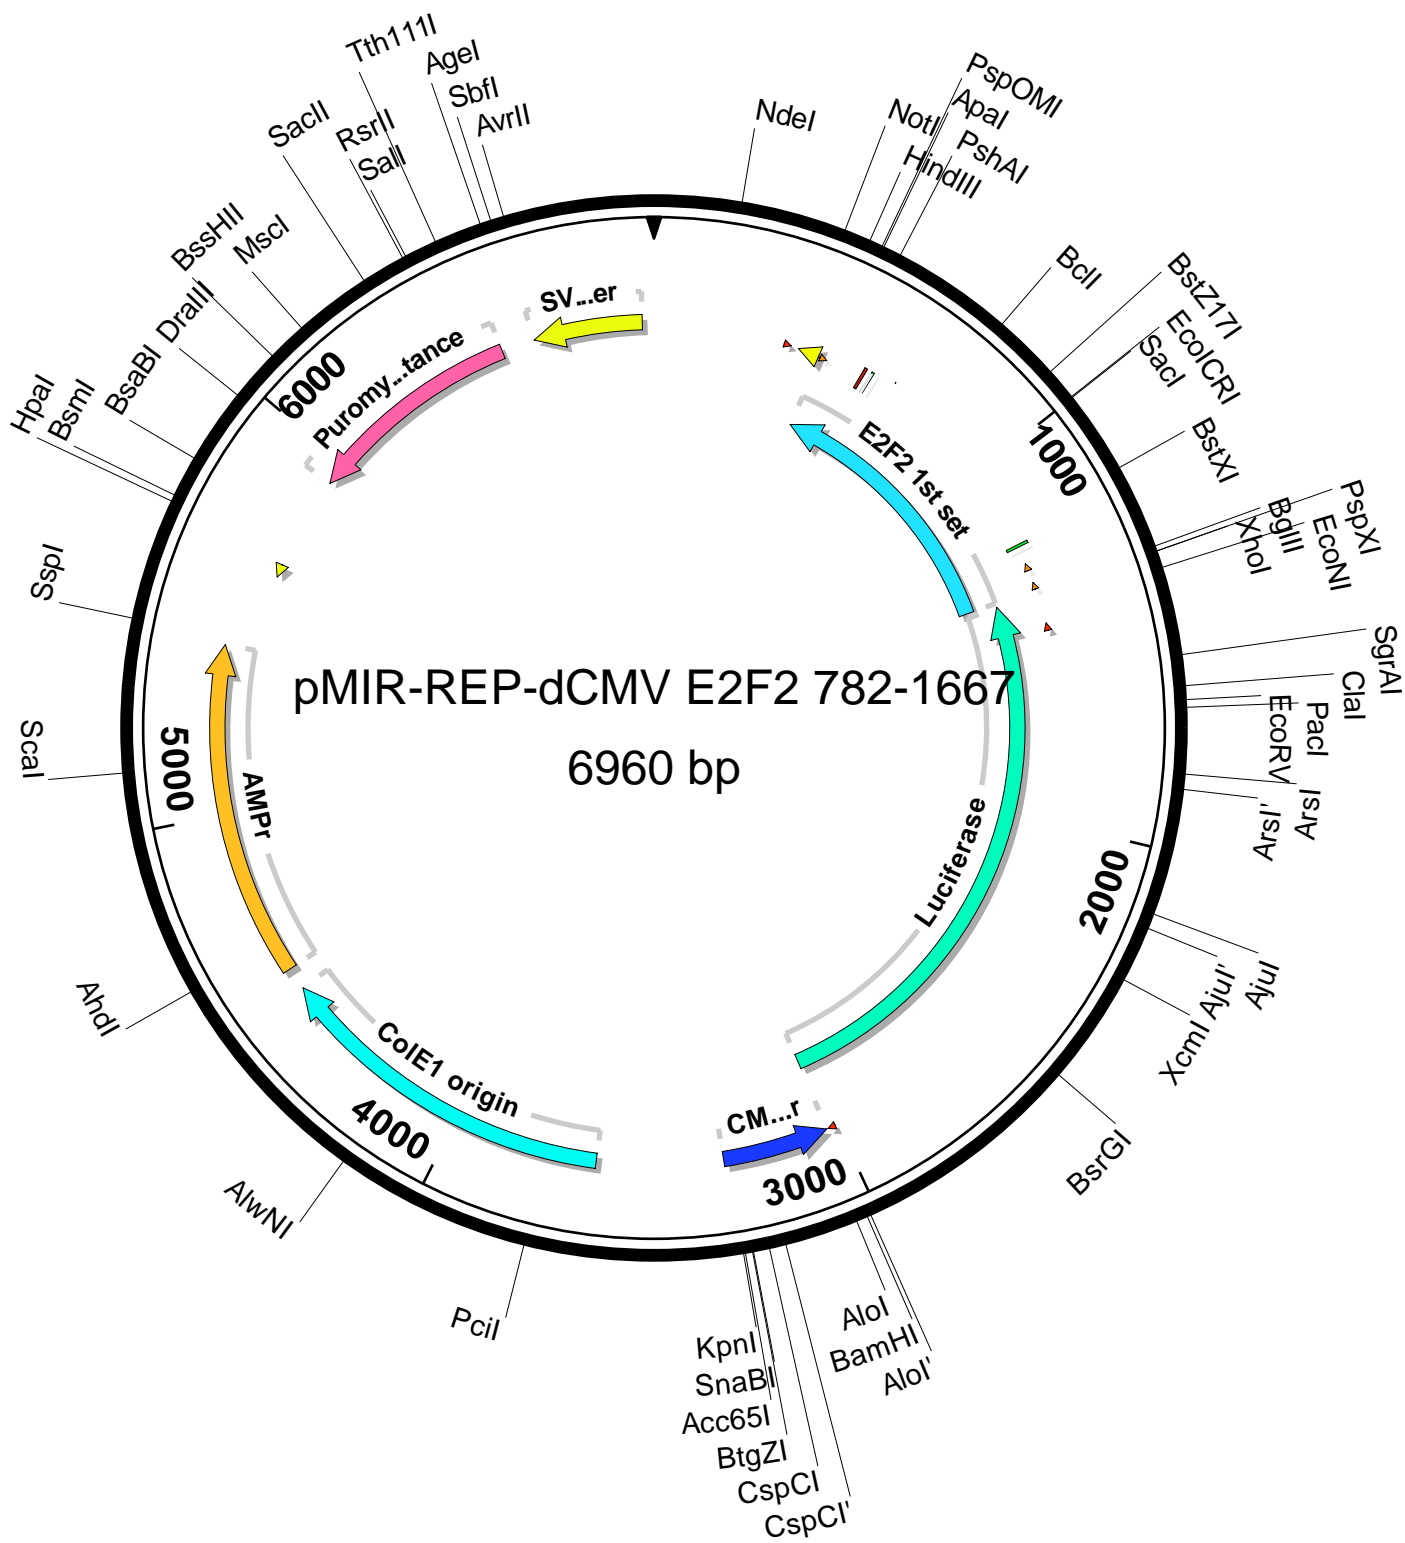 Tth111I
AgeI
SbfI
AvrII
SacII
RsrII
SalI
BssHII
MscI
DraIII
BsaBI
HpaI
BsmI
SspI
ScaI
AhdI
AlwNI
PciI
NdeI
NotI
PspOMI
ApaI
PshAI
HindIII
BclI
BstZ17I
EcoICRI
SacI
BstXI
PspXI
BglII
XhoI
EcoNI
SgrAI
ClaI
PacI
EcoRV
ArsI
ArsI'
AjuI
AjuI'
XcmI
BsrGI
AloI
BamHI
AloI'
KpnI
SnaBI
Acc65I
BtgZI
CspCI
CspCI'
SV...er
Puromy...tance
6000
E2F2 1st set
1000
pMIR-REP-dCMV E2F2 782-1667
6960 bp
5000
AMPr
Luciferase
2000
ColE1 origin
4000
CM...r
3000